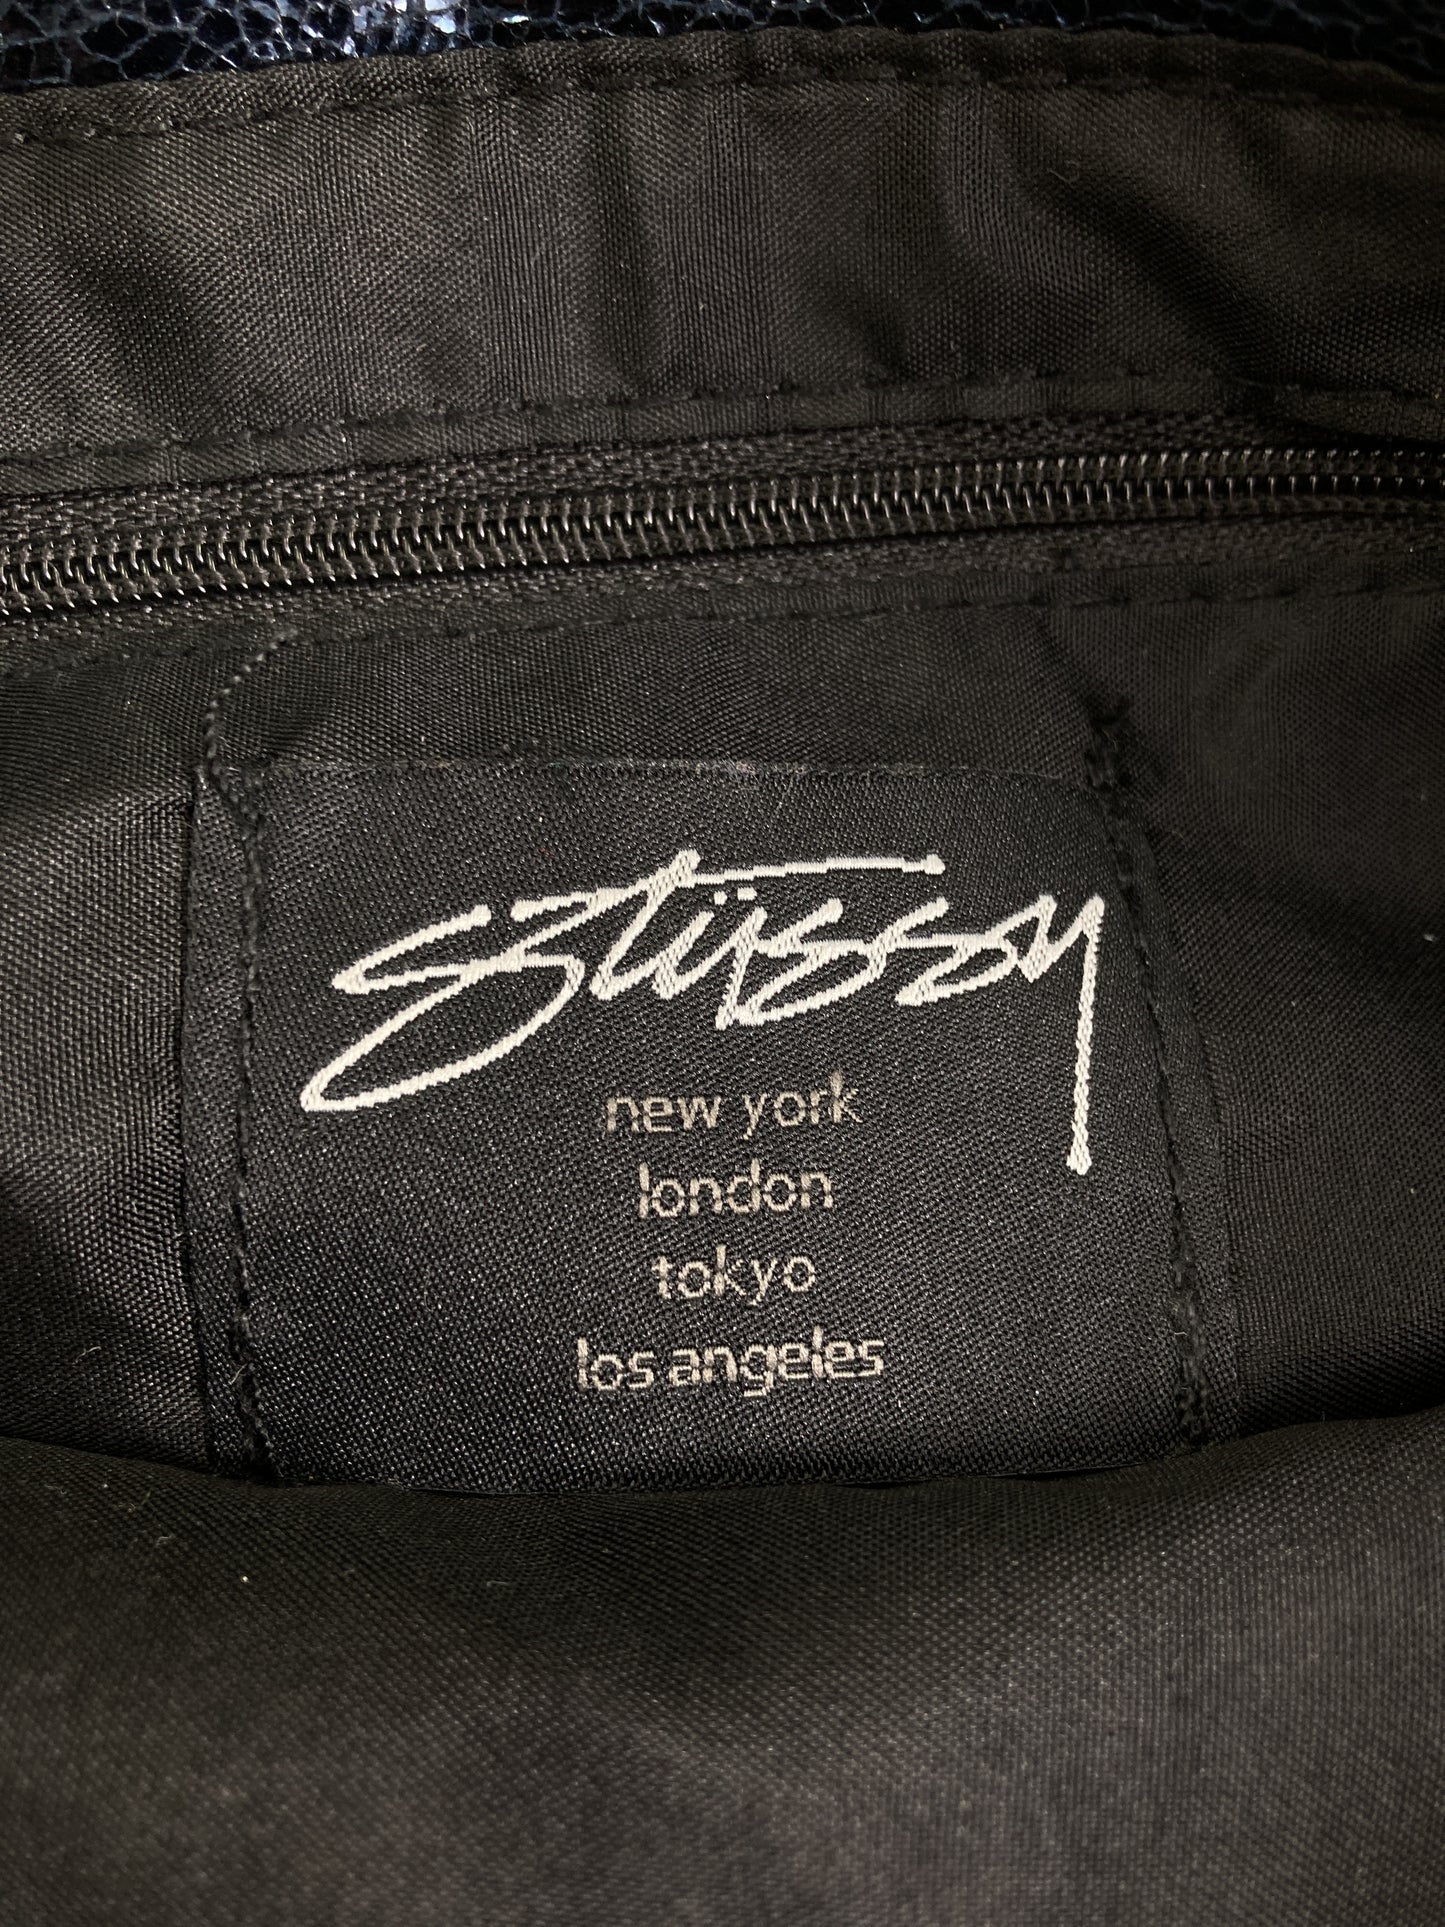 Stüssy
new york
london
tokyo
los angeles